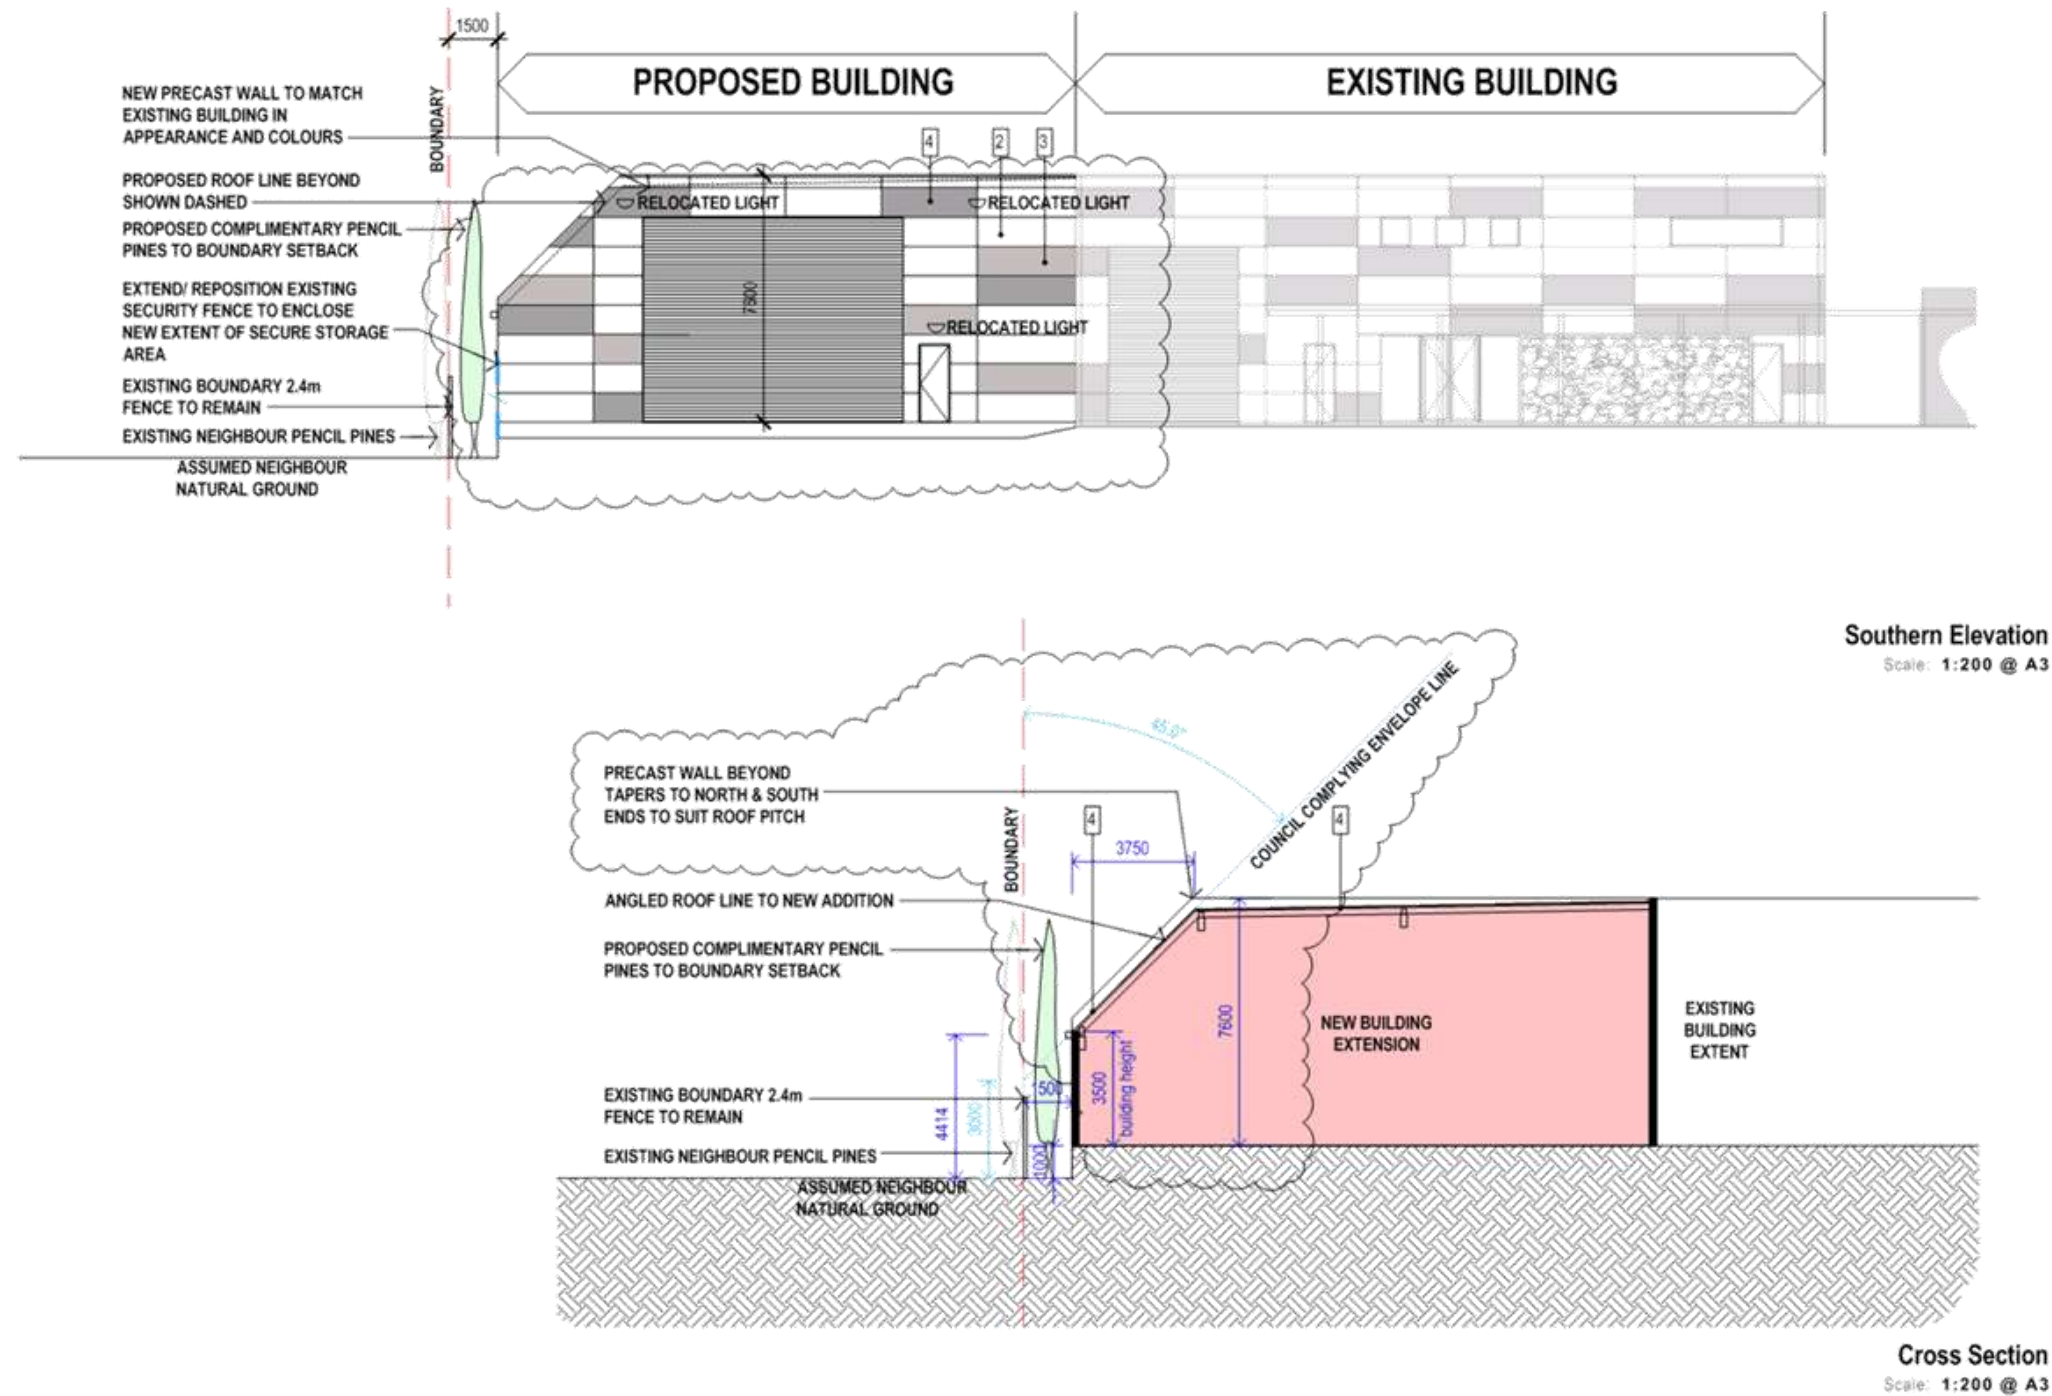 1500
PROPOSED BUILDING
EXISTING BUILDING
NEW PRECAST WALL TO MATCH
EXISTING BUILDING IN
APPEARANCE AND COLOURS
BOUNDARY
4
2
3
PROPOSED ROOF LINE BEYOND
SHOWN DASHED
RELOCATED LIGHT
RELOCATED LIGHT
PROPOSED COMPLIMENTARY PENCIL
PINES TO BOUNDARY SETBACK
EXTEND/ REPOSITION EXISTING
SECURITY FENCE TO ENCLOSE
NEW EXTENT OF SECURE STORAGE
AREA
7800
RELOCATED LIGHT
EXISTING BOUNDARY 2.4m
FENCE TO REMAIN
EXISTING NEIGHBOUR PENCIL PINES
ASSUMED NEIGHBOUR
NATURAL GROUND
Southern Elevation
Scale: 1:200 @ A3
COUNCIL COMPLYING ENVELOPE LINE
PRECAST WALL BEYOND
TAPERS TO NORTH & SOUTH
ENDS TO SUIT ROOF PITCH
BOUNDARY
4
4
3750
ANGLED ROOF LINE TO NEW ADDITION
PROPOSED COMPLIMENTARY PENCIL
PINES TO BOUNDARY SETBACK
7600
NEW BUILDING
EXTENSION
EXISTING
BUILDING
EXTENT
EXISTING BOUNDARY 2.4m
FENCE TO REMAIN
4414
3000
1500
3500
building height
1000
EXISTING NEIGHBOUR PENCIL PINES
ASSUMED NEIGHBOUR
NATURAL GROUND
Cross Section
Scale: 1:200 @ A3